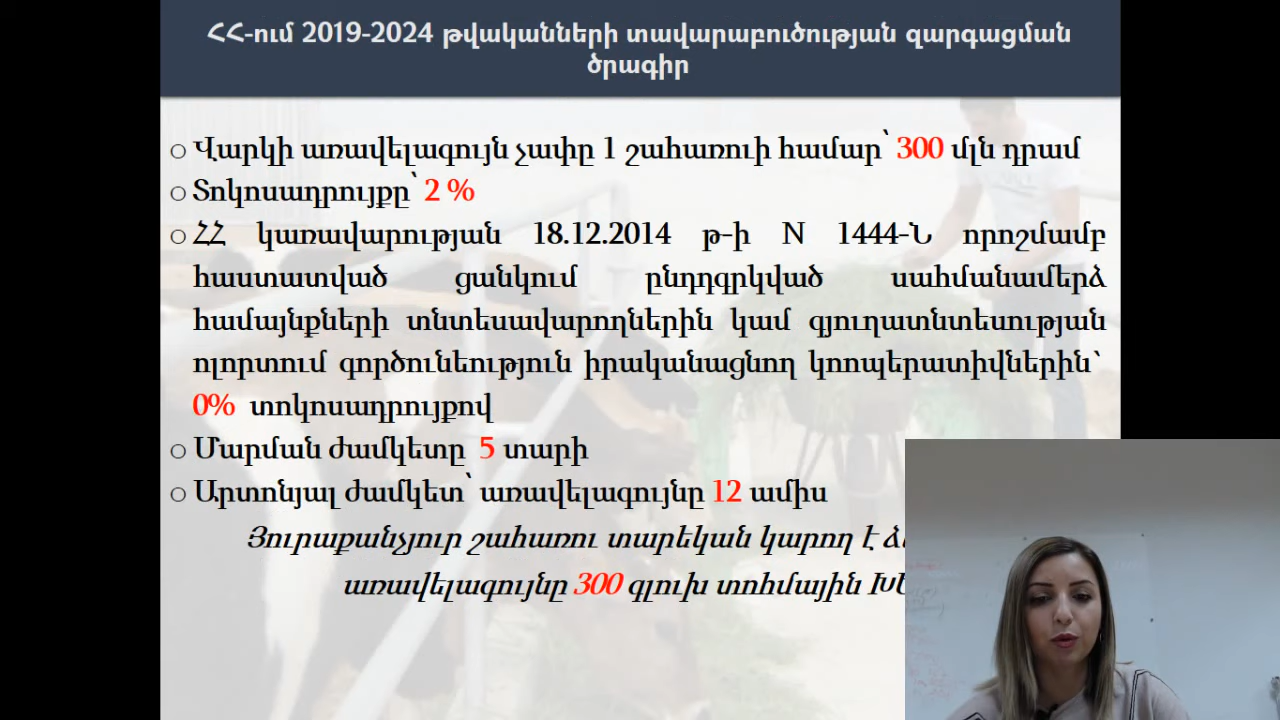 ՀՀ-ում 2019-2024 թվականների տավարաբուծության զարգացման
ծրագիր
o Վարկի առավելագույն չափը 1 շահառուի համար՝ 300 մլն դրամ
o Տոկոսադրույքը՝ 2 %
o ՀՀ կառավարության 18.12.2014 թ-ի N 1444-Ն որոշմամբ
հաստատված ցանկում ընդդգրկված սահմանամերձ
համայնքների տնտեսավարողներին կամ գյուղատնտեսության
ոլորտում գործունեություն իրականացնող կոոպերատիվներին՝
0% տոկոսադրույքով
o Մարման ժամկետը 5 տարի
o Արտոնյալ ժամկետ՝ առավելագույնը 12 ամիս
Յուրաքանչյուր շահառու տարեկան կարող է
առավելագույնը 300 գլուխ տոհմային